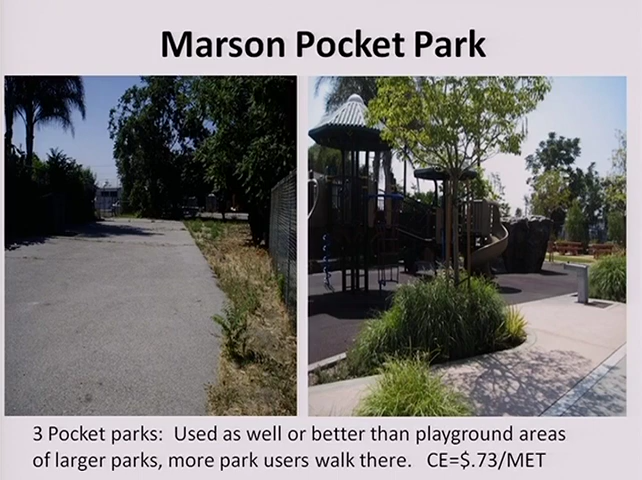 Marson Pocket Park
3 Pocket parks:  Used as well or better than playground areas
of larger parks, more park users walk there.   CE=$.73/MET